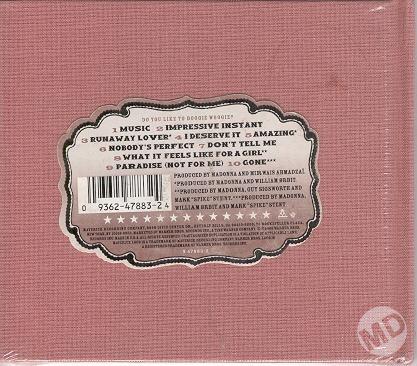 DO YOU LIKE TO BOOGIE WOOGIE?
1 MUSIC 2 IMPRESSIVE INSTANT
3 RUNAWAY LOVER* 4 I DESERVE IT 5 AMAZING*
6 NOBODY'S PERFECT 7 DON'T TELL ME
8 WHAT IT FEELS LIKE FOR A GIRL**
9 PARADISE (NOT FOR ME) 10 GONE***
PRODUCED BY MADONNA AND MIRWAIS AHMADZAÏ
*PRODUCED BY MADONNA AND WILLIAM ORBIT
**PRODUCED BY MADONNA, GUY SIGSWORTH AND
MARK "SPIKE" STENT. ***PRODUCED BY MADONNA,
WILLIAM ORBIT AND MARK "SPIKE" STENT
0 9362-47883-2 4
MD